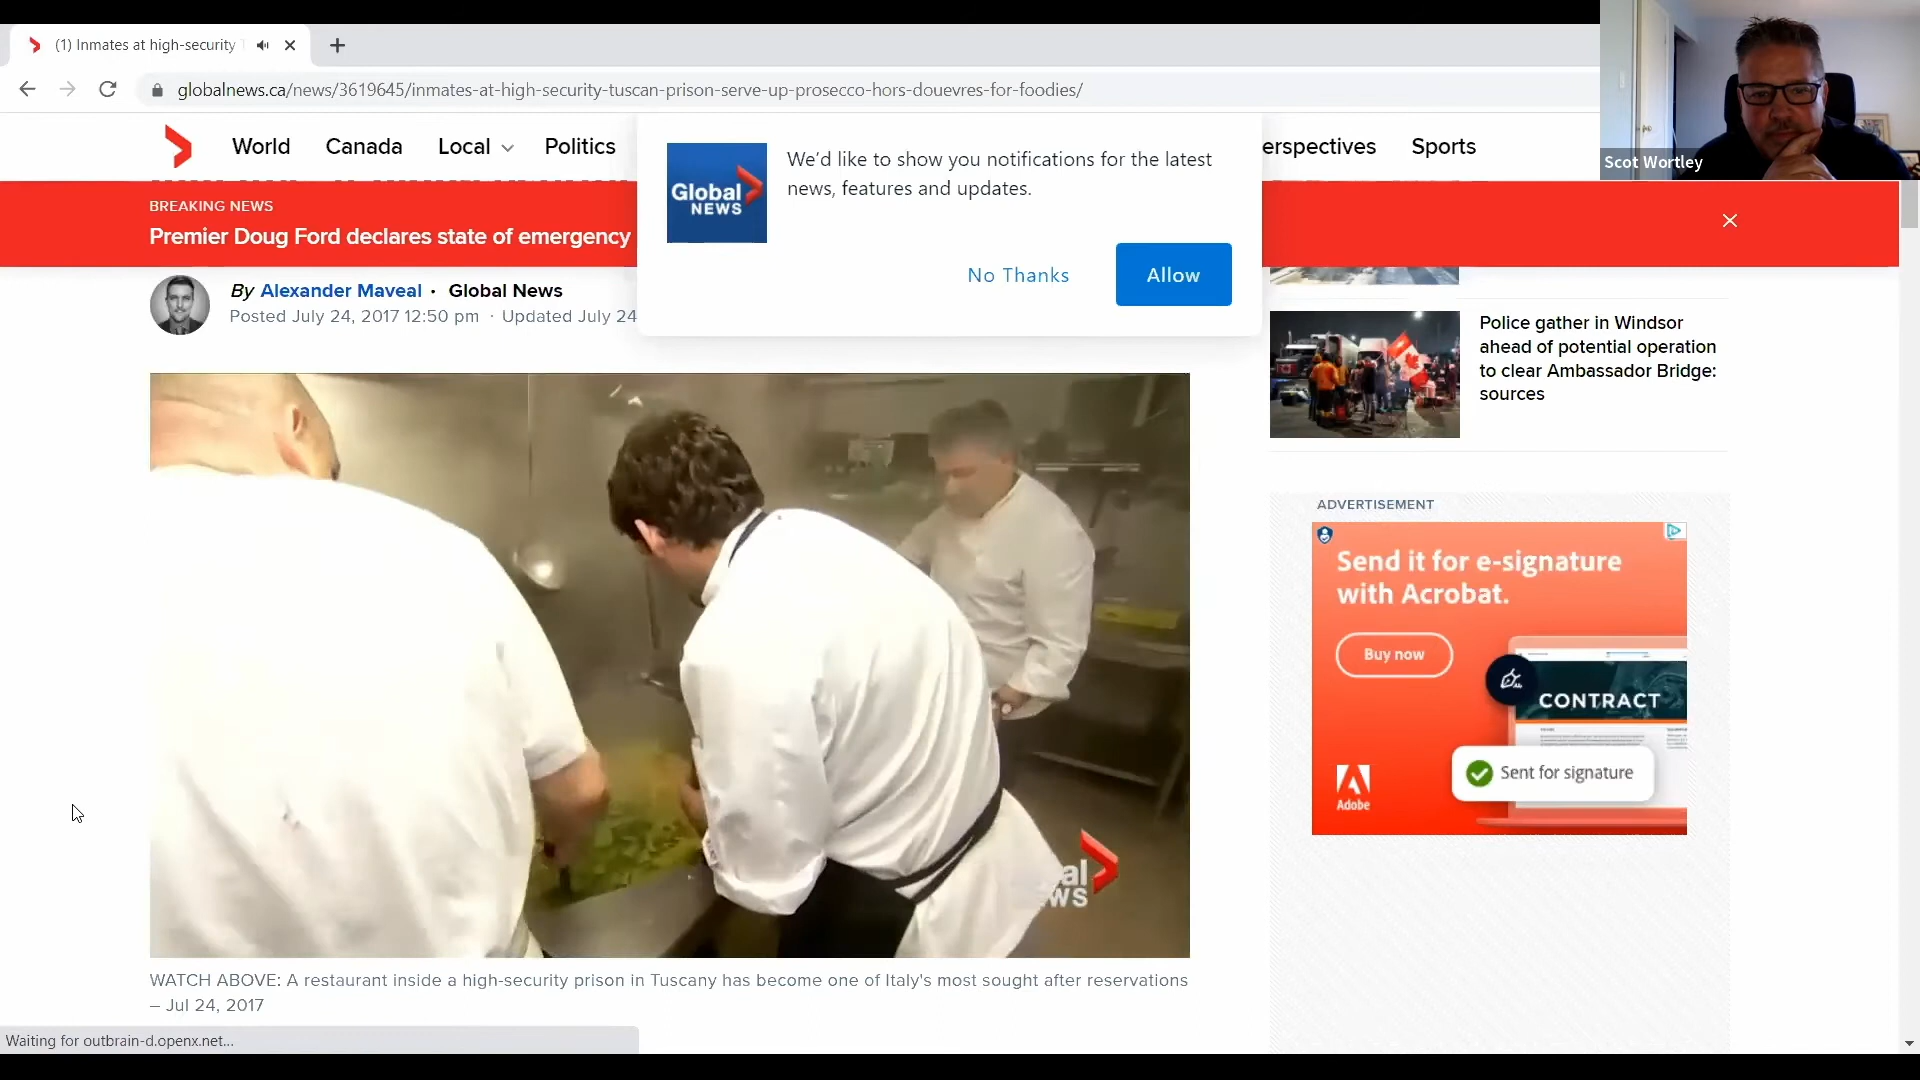 (1) Inmates at high-security
globalnews.ca/news/3619645/inmates-at-high-security-tuscan-prison-serve-up-prosecco-hors-douevres-for-foodies/
World Canada Local Politics
erspectives Sports
Scot Wortley
We'd like to show you notifications for the latest
news, features and updates.
Global
NEWS
No Thanks
Allow
BREAKING NEWS
Premier Doug Ford declares state of emergency
By Alexander Maveal • Global News
Posted July 24, 2017 12:50 pm · Updated July 24
Police gather in Windsor
ahead of potential operation
to clear Ambassador Bridge:
sources
ADVERTISEMENT
Send it for e-signature
with Acrobat.
Buy now
CONTRACT
Sent for signature
Adobe
al
WS
WATCH ABOVE: A restaurant inside a high-security prison in Tuscany has become one of Italy's most sought after reservations
– Jul 24, 2017
Waiting for outbrain-d.openx.net...